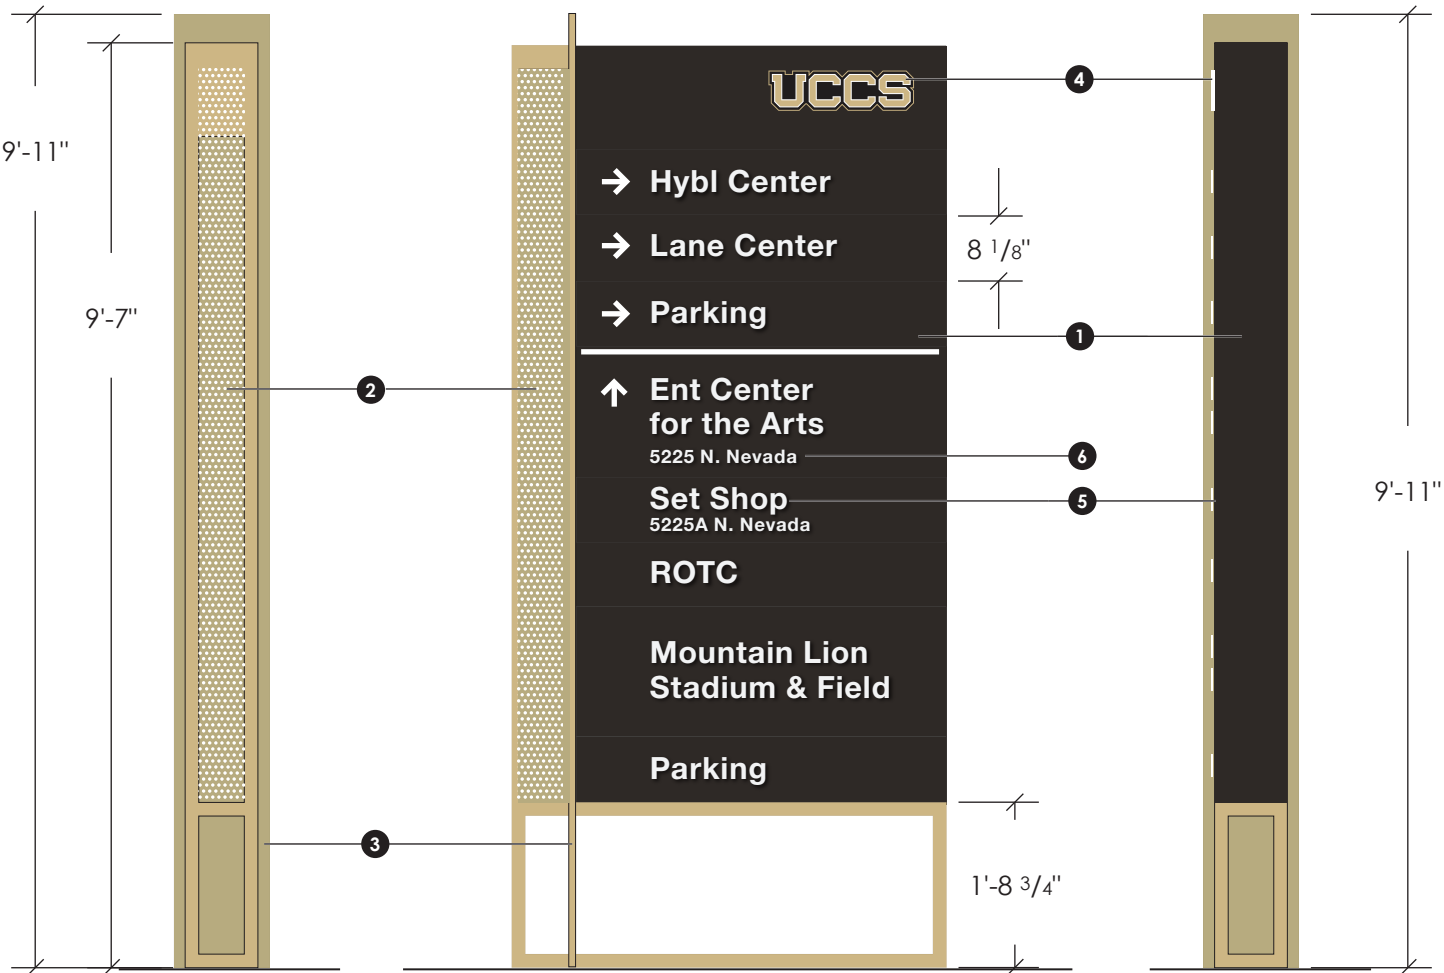 9'-11"
9'-7"
2
3
UCCS
→ Hybl Center
→ Lane Center
→ Parking
↑ Ent Center
for the Arts
5225 N. Nevada
Set Shop
5225A N. Nevada
ROTC
Mountain Lion
Stadium & Field
Parking
4
8 1/8"
1
6
5
1'-8 3/4"
9'-11"